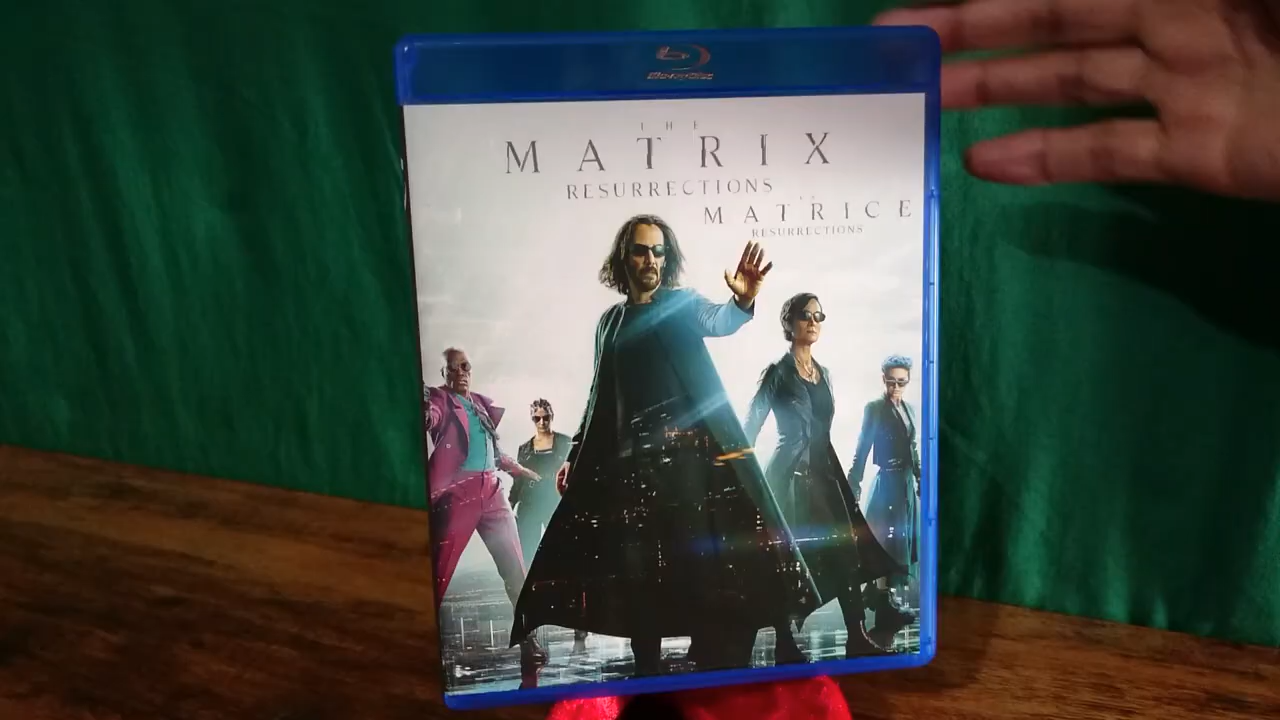 Blu-ray Disc
THE
MATRIX
RESURRECTIONS
LA
MATRICE
RESURRECTIONS